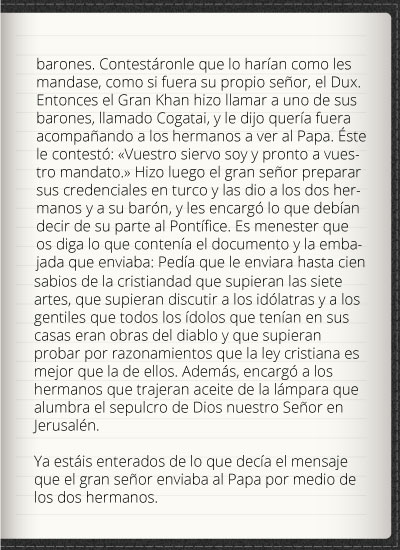 barones. Contestáronle que lo harían como les
mandase, como si fuera su propio señor, el Dux.
Entonces el Gran Khan hizo llamar a uno de sus
barones, llamado Cogatai, y le dijo quería fuera
acompañando a los hermanos a ver al Papa. Éste
le contestó: «Vuestro siervo soy y pronto a vues-
tro mandato.» Hizo luego el gran señor preparar
sus credenciales en turco y las dio a los dos her-
manos y a su barón, y les encargó lo que debían
decir de su parte al Pontífice. Es menester que
os diga lo que contenía el documento y la emba-
jada que enviaba: Pedía que le enviara hasta cien
sabios de la cristiandad que supieran las siete
artes, que supieran discutir a los idólatras y a los
gentiles que todos los ídolos que tenían en sus
casas eran obras del diablo y que supieran
probar por razonamientos que la ley cristiana es
mejor que la de ellos. Además, encargó a los
hermanos que trajeran aceite de la lámpara que
alumbra el sepulcro de Dios nuestro Señor en
Jerusalén.
Ya estáis enterados de lo que decía el mensaje
que el gran señor enviaba al Papa por medio de
los dos hermanos.